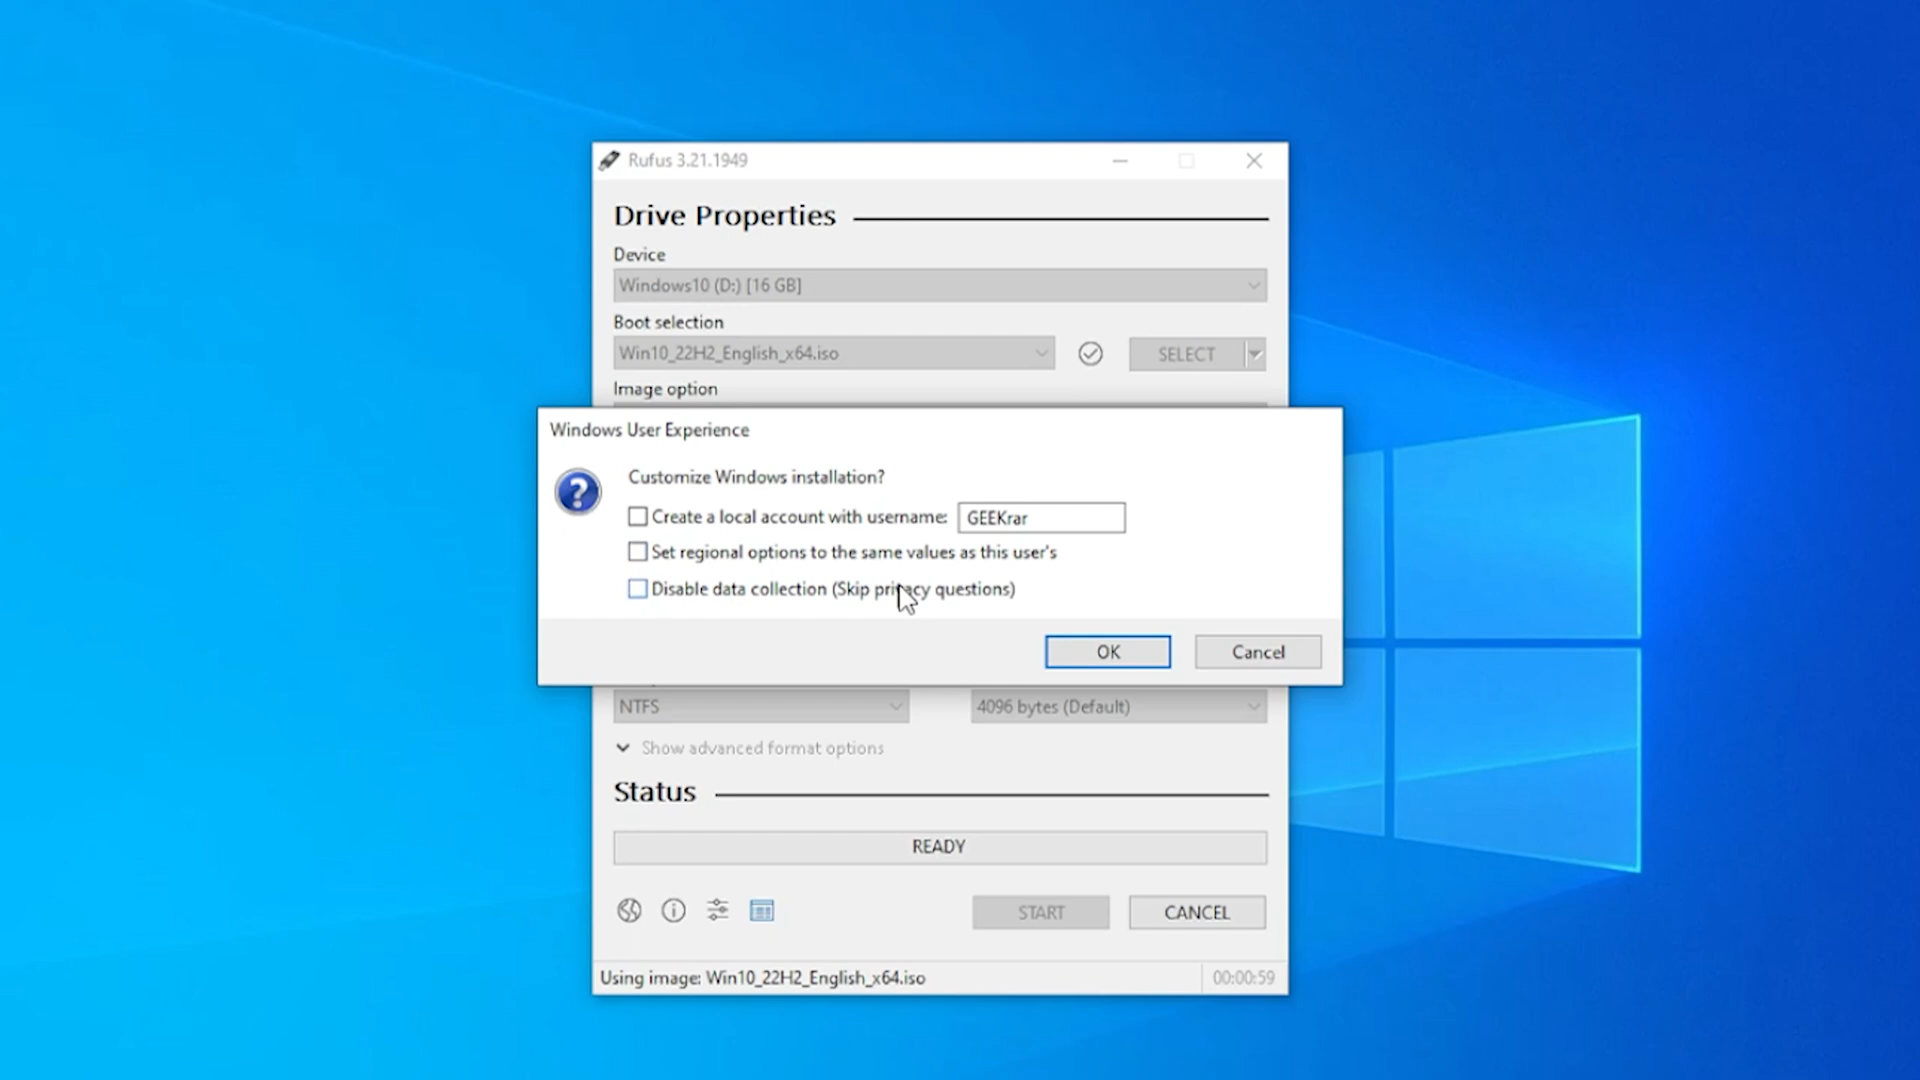 Rufus 3.21.1949
Drive Properties
Device
Windows10 (D:) [16 GB]
Boot selection
Win10_22H2_English_x64.iso
SELECT
Image option
Windows User Experience
Customize Windows installation?
Create a local account with username: GEEKrar
Set regional options to the same values as this user's
Disable data collection (Skip privacy questions)
OK Cancel
NTFS 4096 bytes (Default)
Show advanced format options
Status
READY
START CANCEL
Using image: Win10_22H2_English_x64.iso 00:00:59